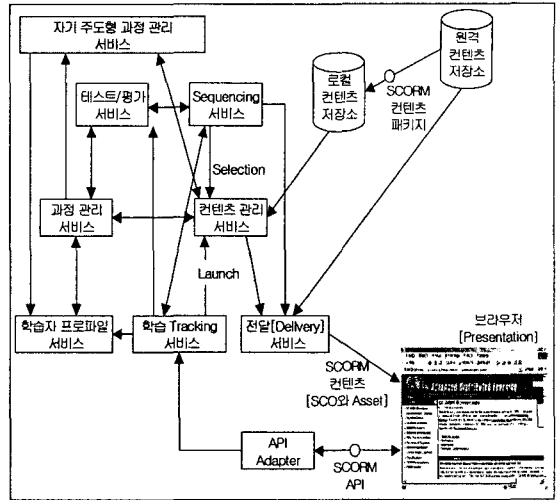 자기 주도형 과정 관리
서비스
원격
컨텐츠
저장소
테스트/평가
서비스
Sequencing
서비스
로컬
컨텐츠
저장소
SCORM
컨텐츠
패키지
Selection
과정 관리
서비스
컨텐츠 관리
서비스
Launch
학습자 프로파일
서비스
학습 Tracking
서비스
전달[Delivery]
서비스
브라우저
[Presentation]
SCORM
컨텐츠
[SCO와 Asset]
Advanced Distributed Learning
API
Adapter
SCORM
API